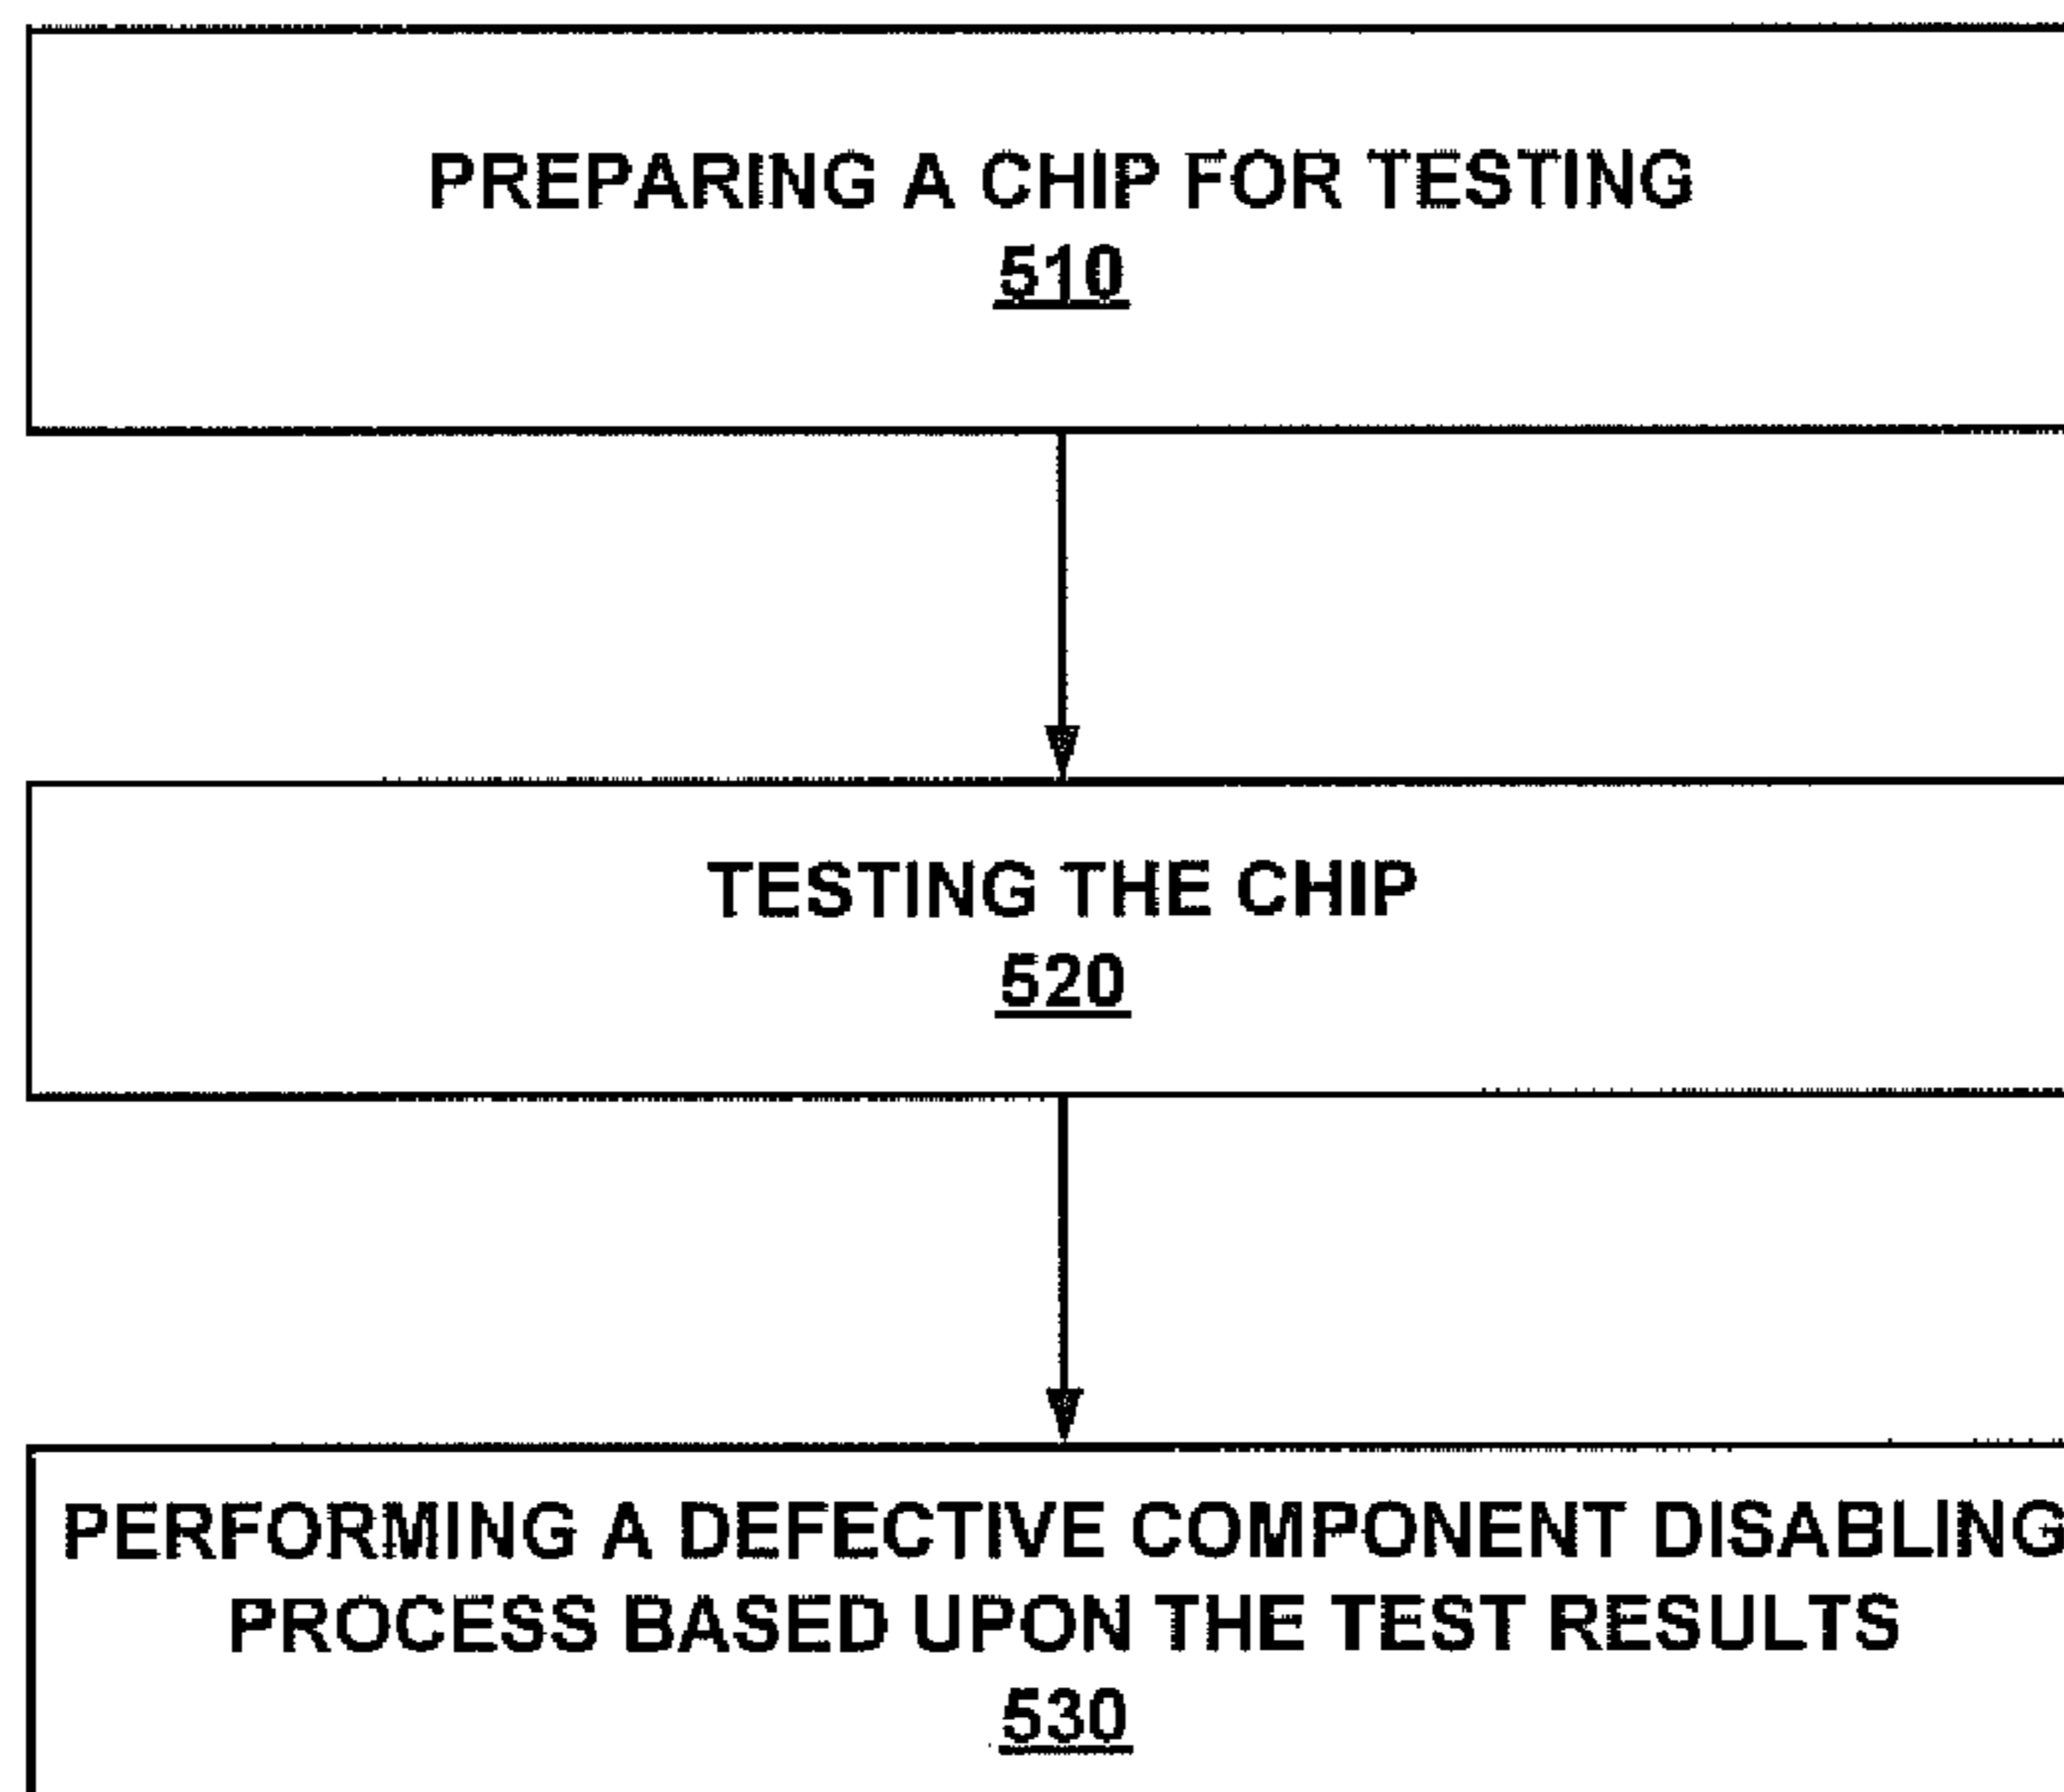 PREPARING A CHIP FOR TESTING
510
TESTING THE CHIP
520
PERFORMING A DEFECTIVE COMPONENT DISABLING
PROCESS BASED UPON THE TEST RESULTS
530